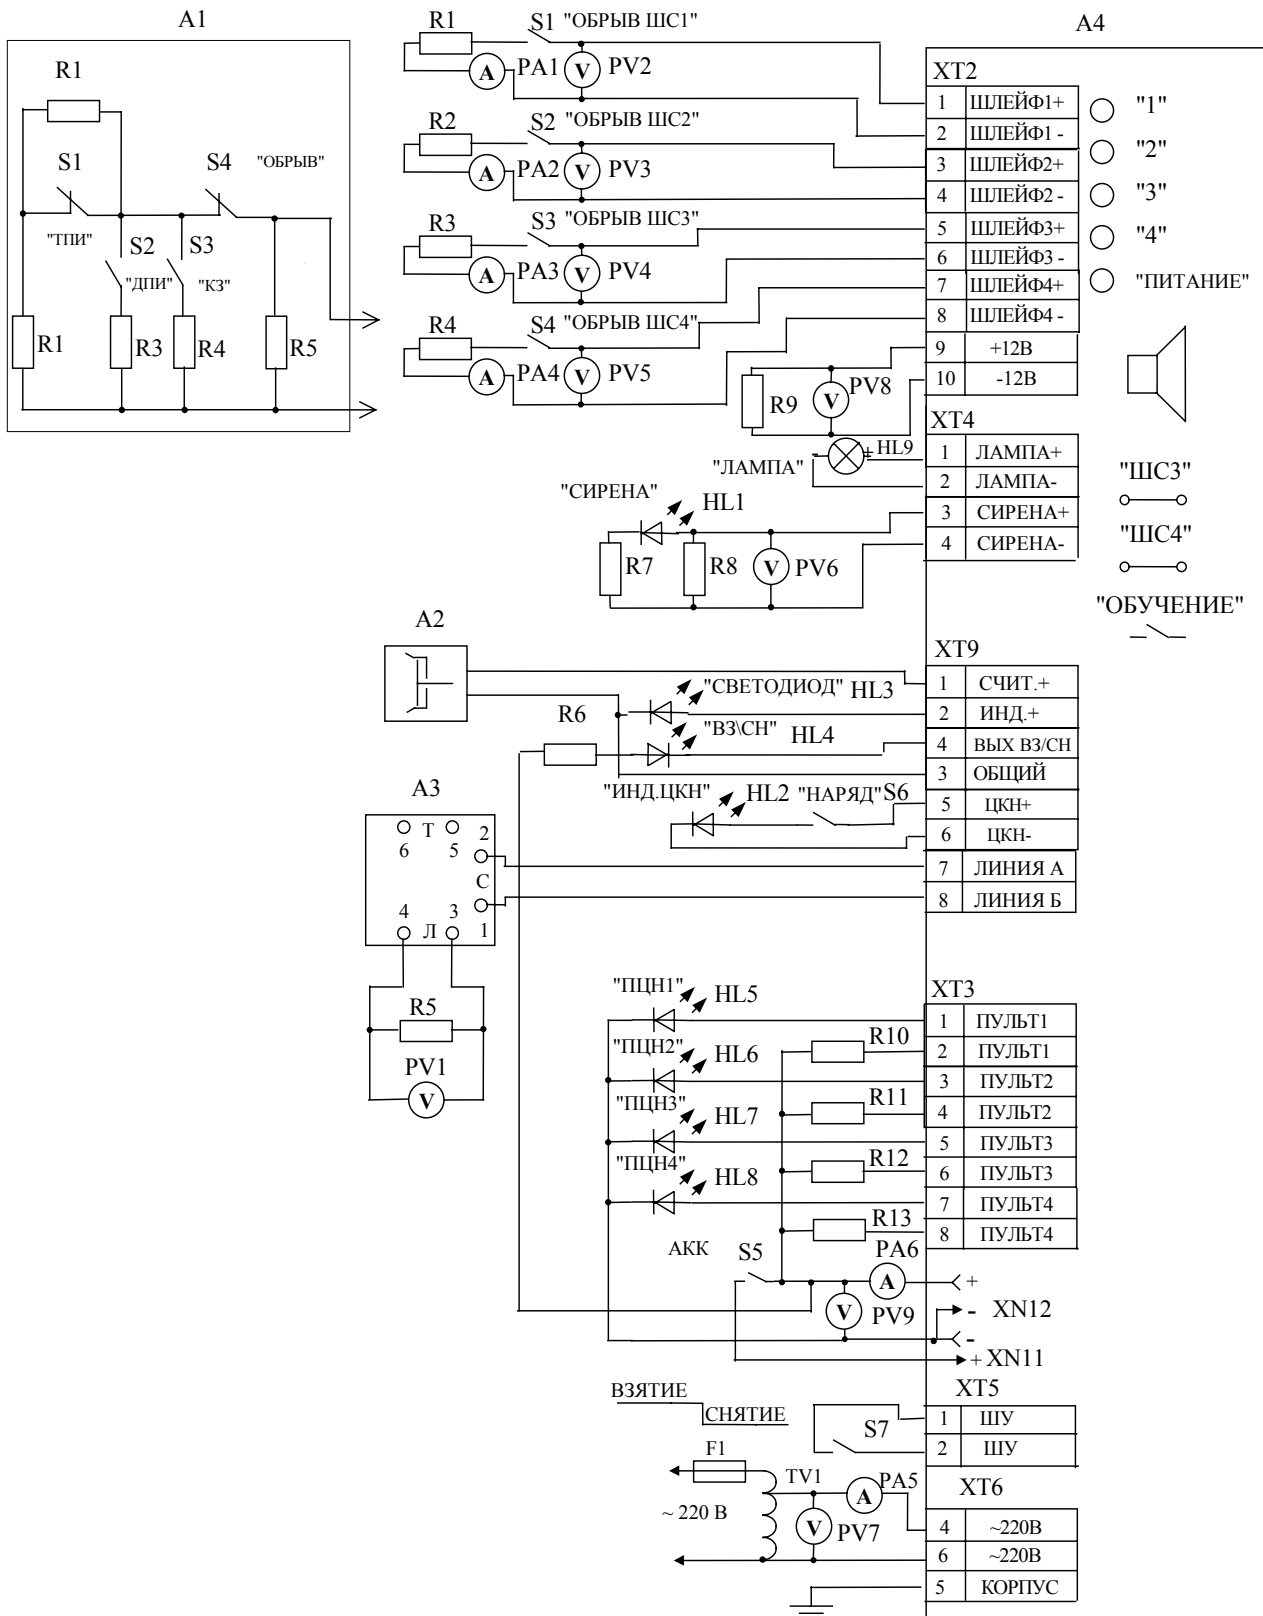 A1
R1
S1
S4
"ОБРЫВ"
"ТПИ"
S2
S3
"ДПИ"
"КЗ"
R1
R3
R4
R5
R1
S1
"ОБРЫВ ШС1"
A
PA1
V
PV2
R2
S2
"ОБРЫВ ШС2"
A
PA2
V
PV3
R3
S3
"ОБРЫВ ШС3"
A
PA3
V
PV4
R4
S4
"ОБРЫВ ШС4"
A
PA4
V
PV5
R9
V
PV8
A4
XT2
1 ШЛЕЙФ1+
2 ШЛЕЙФ1 -
3 ШЛЕЙФ2+
4 ШЛЕЙФ2 -
5 ШЛЕЙФ3+
6 ШЛЕЙФ3 -
7 ШЛЕЙФ4+
8 ШЛЕЙФ4 -
9 +12В
10 -12В
"1"
"2"
"3"
"4"
"ПИТАНИЕ"
"ШС3"
"ШС4"
"ОБУЧЕНИЕ"
XT4
1 ЛАМПА+
2 ЛАМПА-
3 СИРЕНА+
4 СИРЕНА-
"ЛАМПА"
-
+
HL9
"СИРЕНА"
HL1
R7
R8
V
PV6
A2
XT9
1 СЧИТ.+
2 ИНД.+
4 ВЫХ ВЗ/СН
3 ОБЩИЙ
5 ЦКН+
6 ЦКН-
7 ЛИНИЯ А
8 ЛИНИЯ Б
"СВЕТОДИОД"
HL3
R6
"ВЗ\СН"
HL4
"ИНД.ЦКН"
HL2
"НАРЯД"
S6
A3
Т
6
5
2
С
4
3
1
Л
R5
PV1
V
XT3
1 ПУЛЬТ1
2 ПУЛЬТ1
3 ПУЛЬТ2
4 ПУЛЬТ2
5 ПУЛЬТ3
6 ПУЛЬТ3
7 ПУЛЬТ4
8 ПУЛЬТ4
"ПЦН1"
HL5
R10
"ПЦН2"
HL6
"ПЦН3"
R11
HL7
"ПЦН4"
R12
HL8
R13
АКК
S5
PA6
A
+
V
PV9
- XN12
-
+ XN11
ВЗЯТИЕ
СНЯТИЕ
S7
XT5
1 ШУ
2 ШУ
F1
TV1
A
PA5
~ 220 В
V
PV7
XT6
4 ~220В
6 ~220В
5 КОРПУС